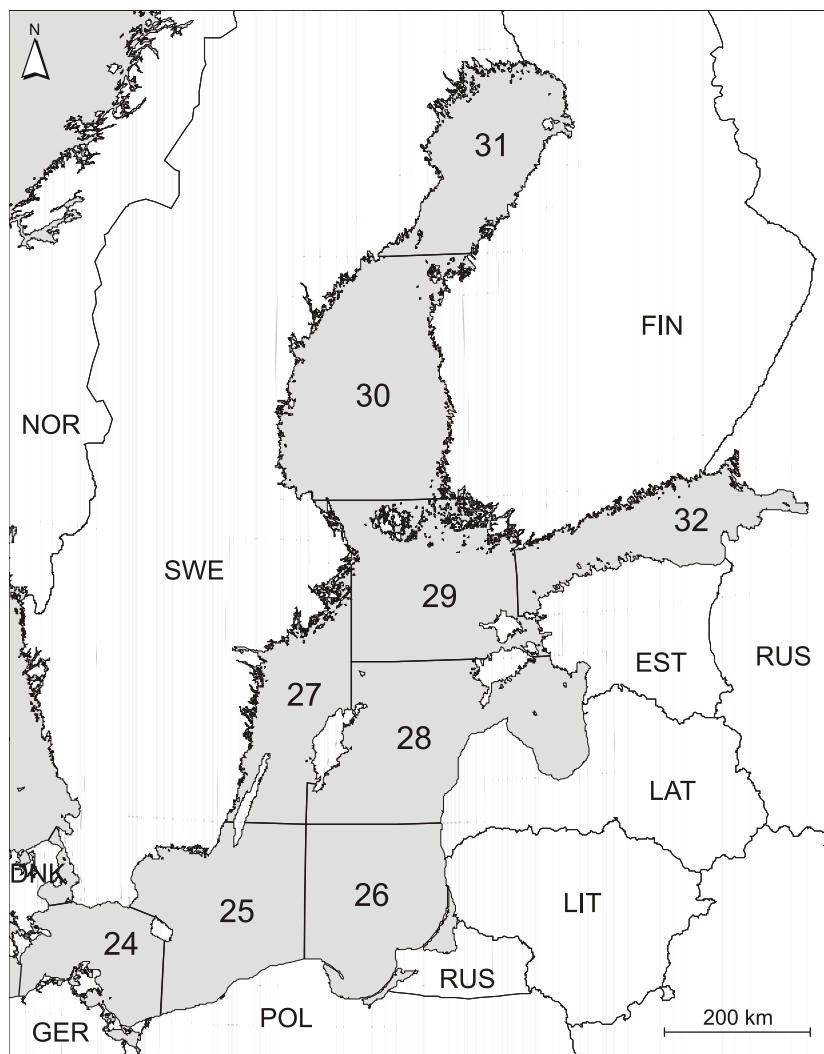 N
31
FIN
30
NOR
32
SWE
29
EST
RUS
27
28
LAT
DNK
26
25
LIT
24
RUS
200 km
POL
GER